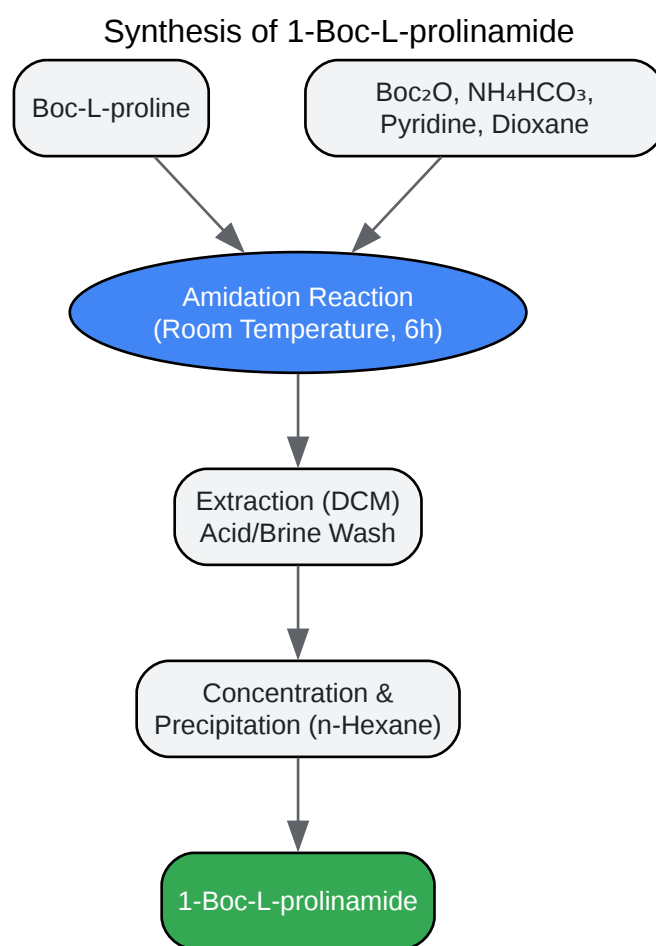 Synthesis of 1-Boc-L-prolinamide
Boc-L-proline
Boc₂O, NH₄HCO₃,
Pyridine, Dioxane
Amidation Reaction
(Room Temperature, 6h)
Extraction (DCM)
Acid/Brine Wash
Concentration &
Precipitation (n-Hexane)
1-Boc-L-prolinamide